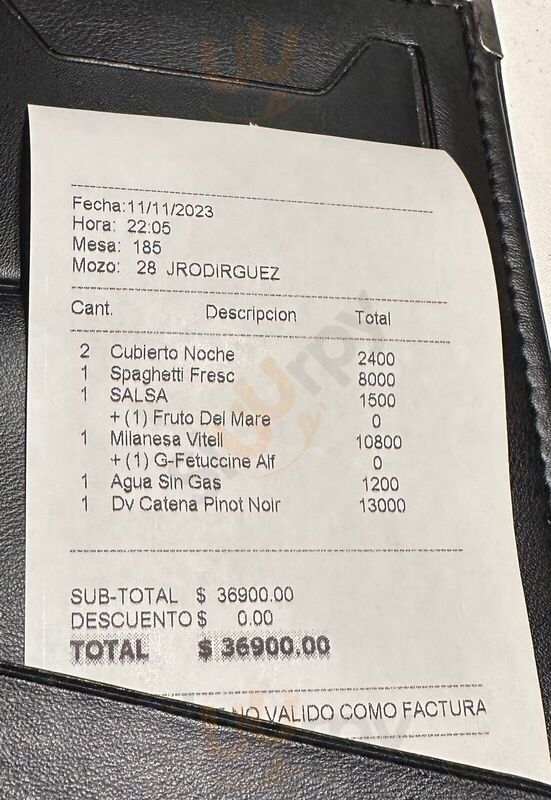 Fecha:11/11/2023
Hora: 22:05
Mesa: 185
Mozo: 28 JRODIRGUEZ
Cant. Descripcion Total
2 Cubierto Noche 2400
1 Spaghetti Fresc 8000
1 SALSA 1500
+ (1) Fruto Del Mare 0
1 Milanesa Vitell 10800
+ (1) G-Fetuccine Alf 0
1 Agua Sin Gas 1200
1 Dv Catena Pinot Noir 13000
SUB-TOTAL $ 36900.00
DESCUENTO $ 0.00
TOTAL $ 36900.00
NO VALIDO COMO FACTURA